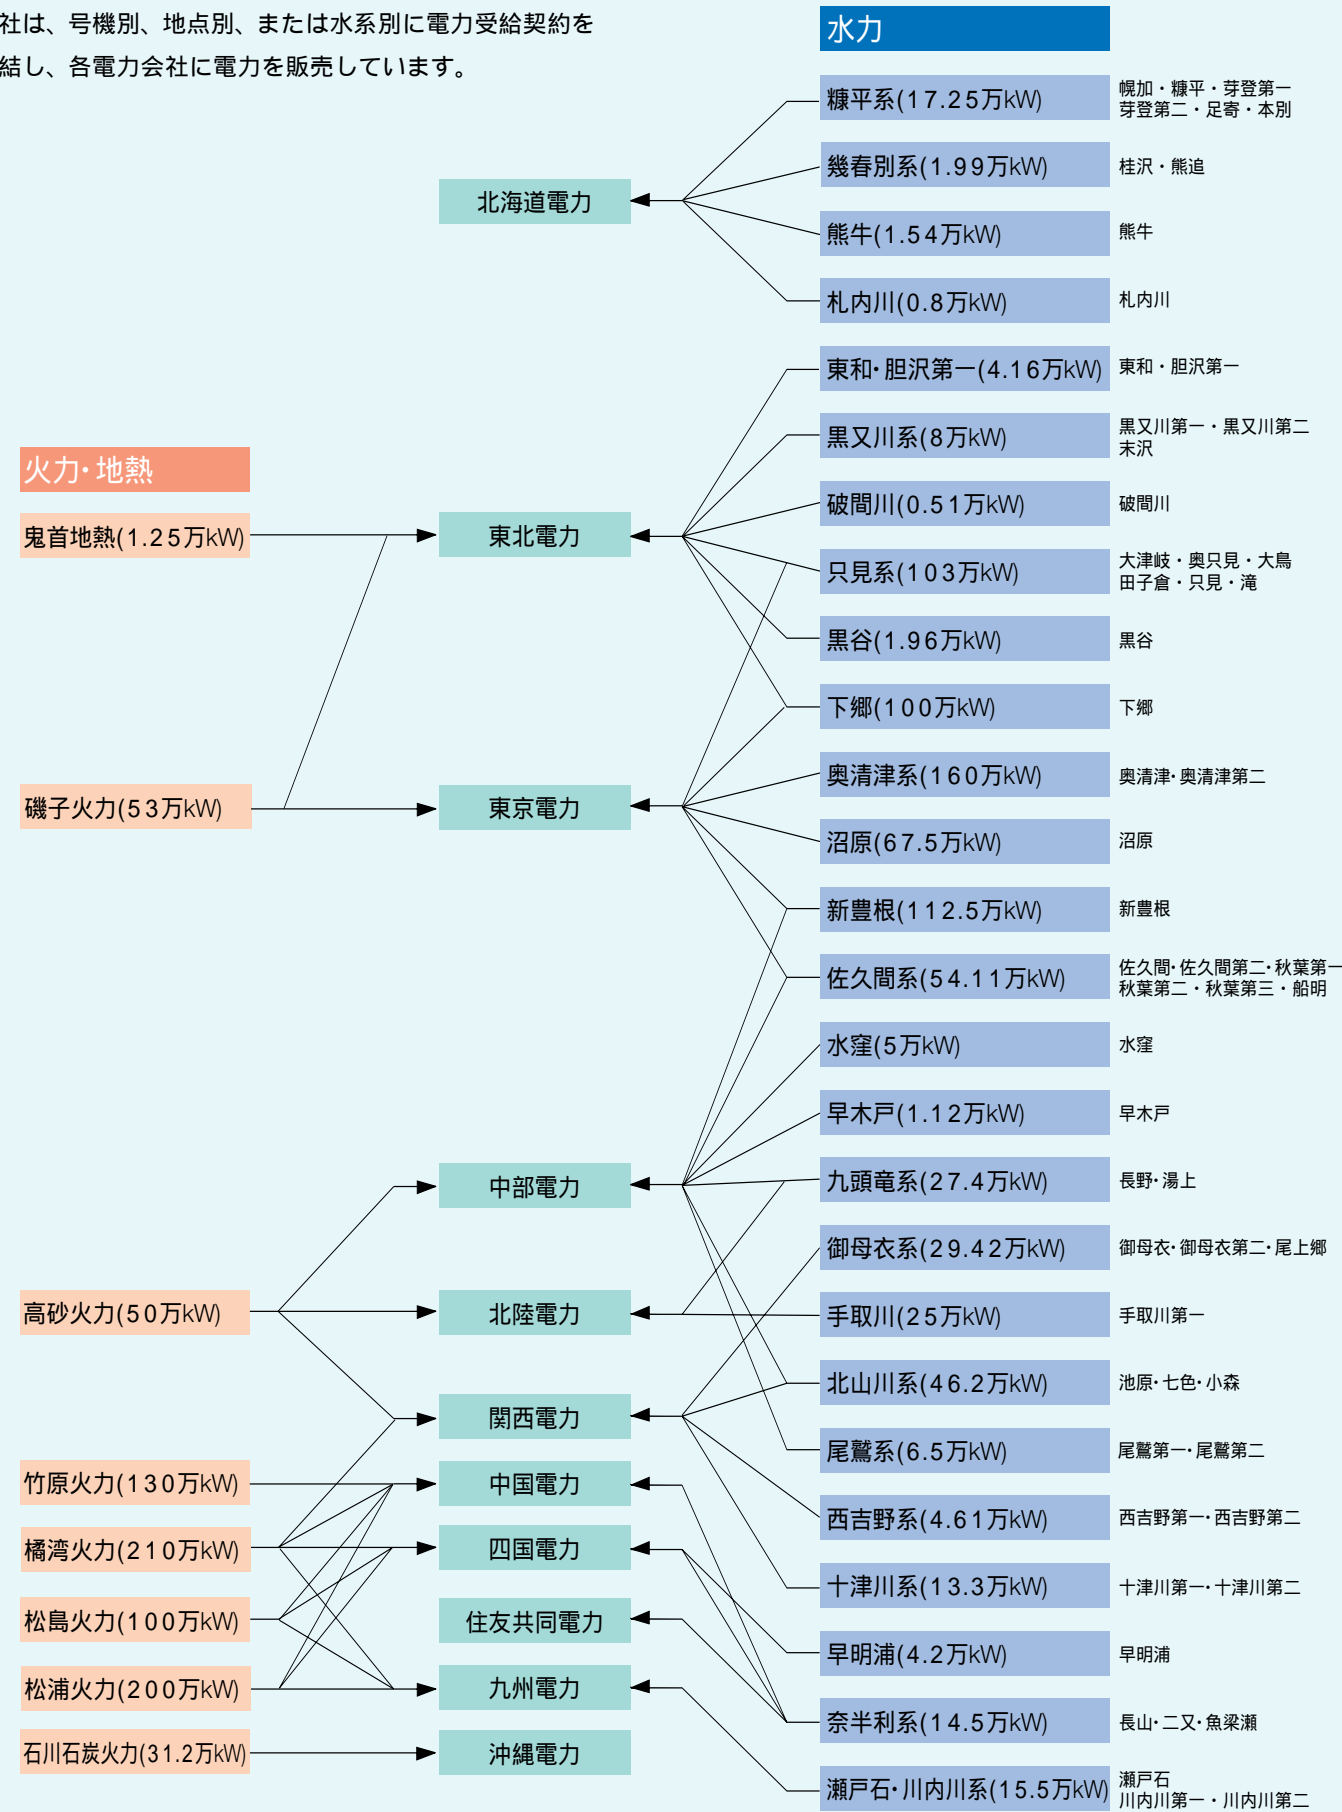 社は、号機別、地点別、または水系別に電力受給契約を
結し、各電力会社に電力を販売しています。
水力
糠平系(17.25万kW)
幌加・糠平・芽登第一
芽登第二・足寄・本別
幾春別系(1.99万kW)
桂沢・熊追
北海道電力
熊牛(1.54万kW)
熊牛
札内川(0.8万kW)
札内川
東和・胆沢第一(4.16万kW)
東和・胆沢第一
黒又川系(8万kW)
黒又川第一・黒又川第二
末沢
火力・地熱
破間川(0.51万kW)
破間川
鬼首地熱(1.25万kW)
東北電力
只見系(103万kW)
大津岐・奥只見・大鳥
田子倉・只見・滝
黒谷(1.96万kW)
黒谷
下郷(100万kW)
下郷
奥清津系(160万kW)
奥清津・奥清津第二
磯子火力(53万kW)
東京電力
沼原(67.5万kW)
沼原
新豊根(112.5万kW)
新豊根
佐久間系(54.11万kW)
佐久間・佐久間第二・秋葉第一
秋葉第二・秋葉第三・船明
水窪(5万kW)
水窪
早木戸(1.12万kW)
早木戸
中部電力
九頭竜系(27.4万kW)
長野・湯上
御母衣系(29.42万kW)
御母衣・御母衣第二・尾上郷
高砂火力(50万kW)
北陸電力
手取川(25万kW)
手取川第一
北山川系(46.2万kW)
池原・七色・小森
関西電力
尾鷲系(6.5万kW)
尾鷲第一・尾鷲第二
竹原火力(130万kW)
中国電力
西吉野系(4.61万kW)
西吉野第一・西吉野第二
橘湾火力(210万kW)
四国電力
十津川系(13.3万kW)
十津川第一・十津川第二
松島火力(100万kW)
住友共同電力
早明浦(4.2万kW)
早明浦
松浦火力(200万kW)
九州電力
奈半利系(14.5万kW)
長山・二又・魚梁瀬
石川石炭火力(31.2万kW)
沖縄電力
瀬戸石・川内川系(15.5万kW)
瀬戸石
川内川第一・川内川第二